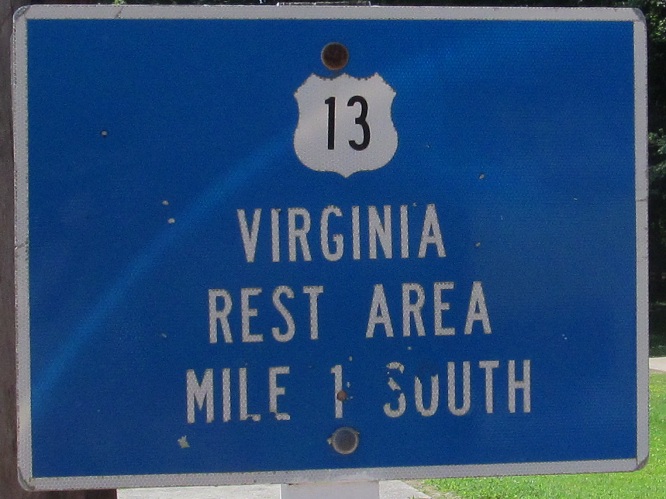 13
VIRGINIA
REST AREA
MILE 1 SOUTH